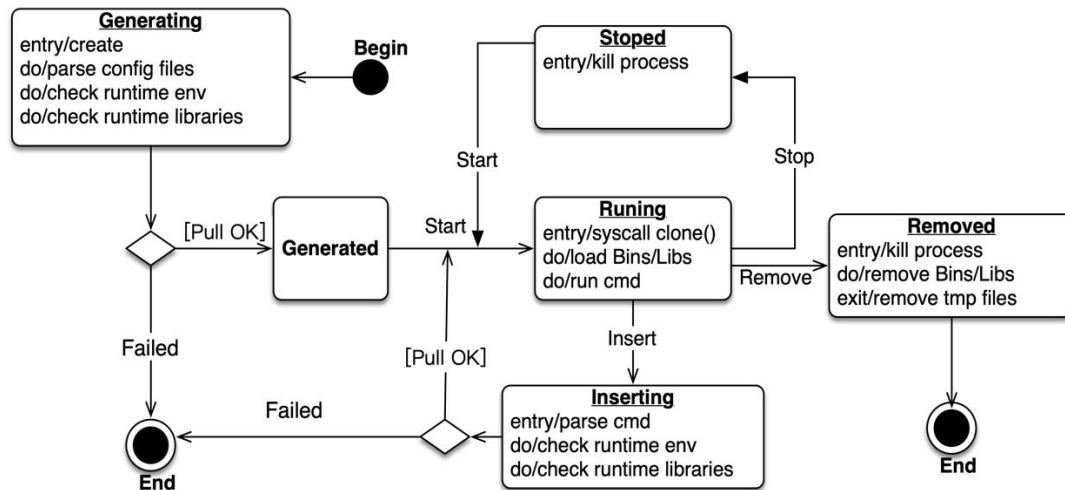 Generating
entry/create
do/parse config files
do/check runtime env
do/check runtime libraries
Begin
Stoped
entry/kill process
Start
Stop
[Pull OK]
Generated
Start
Runing
entry/syscall clone()
do/load Bins/Libs
do/run cmd
Remove
Removed
entry/kill process
do/remove Bins/Libs
exit/remove tmp files
Failed
[Pull OK]
Insert
Failed
Inserting
entry/parse cmd
do/check runtime env
do/check runtime libraries
End
End